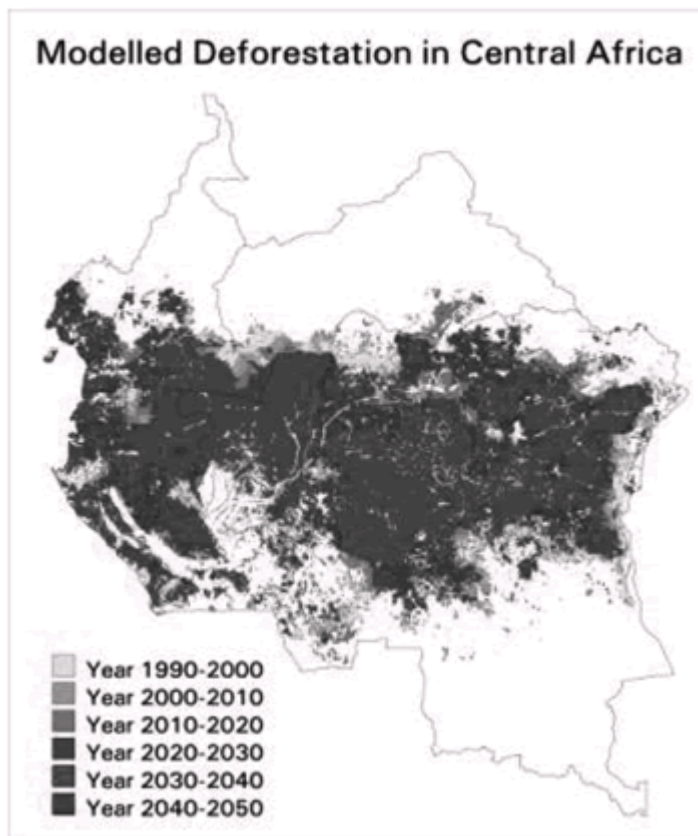 Modelled Deforestation in Central Africa
Year 1990-2000
Year 2000-2010
Year 2010-2020
Year 2020-2030
Year 2030-2040
Year 2040-2050